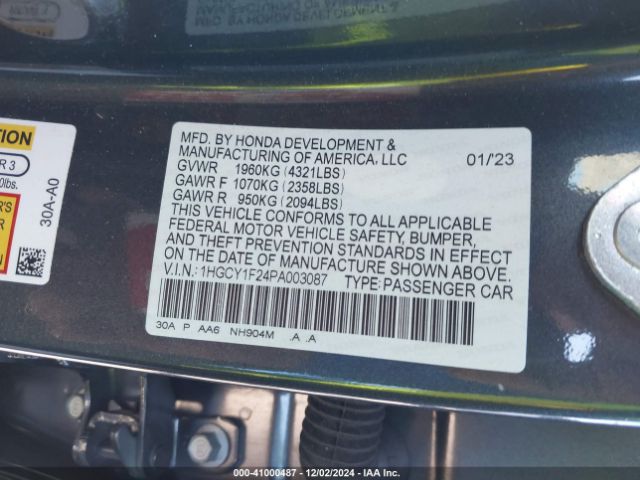 TION
R 3
0lbs.
R'S
30A-A0
MFD. BY HONDA DEVELOPMENT &
MANUFACTURING OF AMERICA, LLC 01/'23
GVWR 1960KG (4321LBS)
GAWR F 1070KG (2358LBS)
GAWR R 950KG (2094LBS)
THIS VEHICLE CONFORMS TO ALL APPLICABLE
FEDERAL MOTOR VEHICLE SAFETY, BUMPER,
AND THEFT PREVENTION STANDARDS IN EFFECT
ON THE DATE OF MANUFACTURE SHOWN ABOVE.
V.I.N.: 1HGCY1F24PA003087 TYPE:PASSENGER CAR
30A P AA6 NH904M .A .A
000-41000487 - 12/02/2024 - IAA Inc.